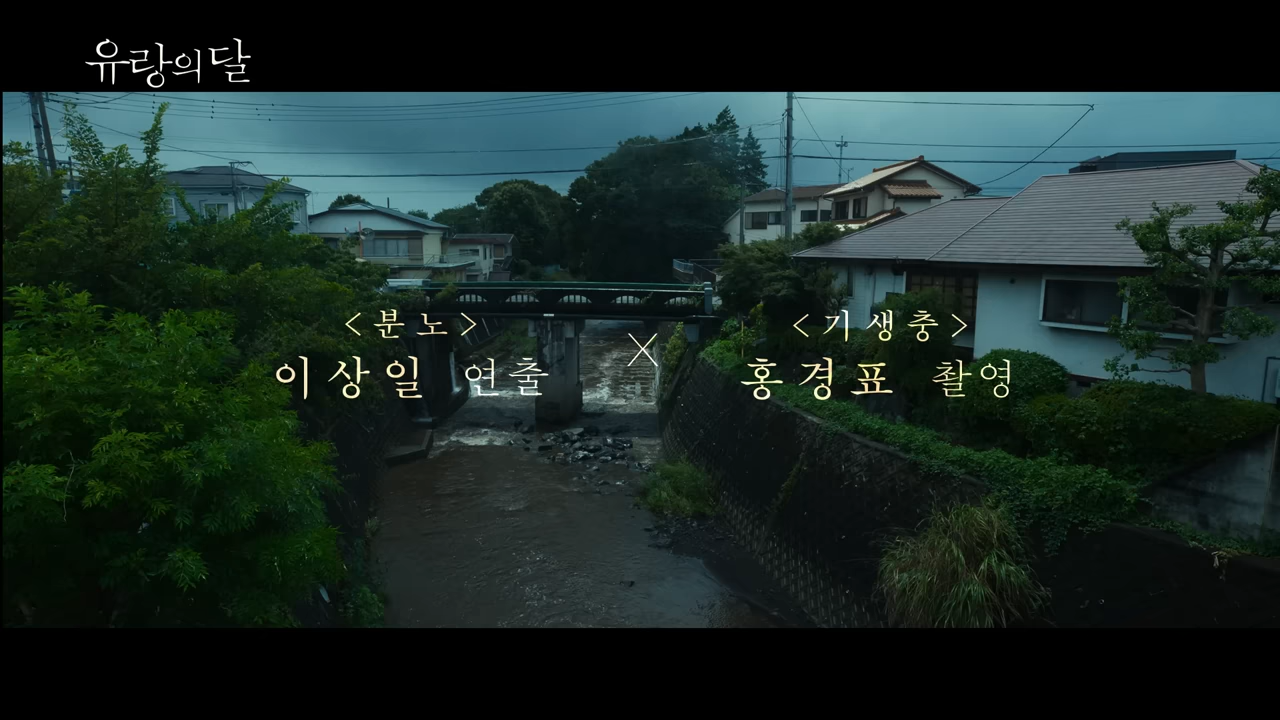 유랑의 달
<분노> × <기생충>
이상일 연출 홍경표 촬영